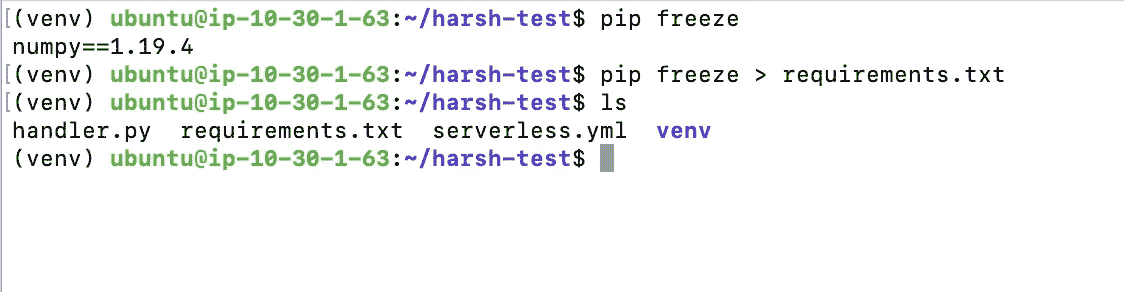 [(venv) ubuntu@ip-10-30-1-63:~/harsh-test$ pip freeze
numpy==1.19.4
[(venv) ubuntu@ip-10-30-1-63:~/harsh-test$ pip freeze > requirements.txt
[(venv) ubuntu@ip-10-30-1-63:~/harsh-test$ ls
handler.py  requirements.txt  serverless.yml  venv
(venv) ubuntu@ip-10-30-1-63:~/harsh-test$